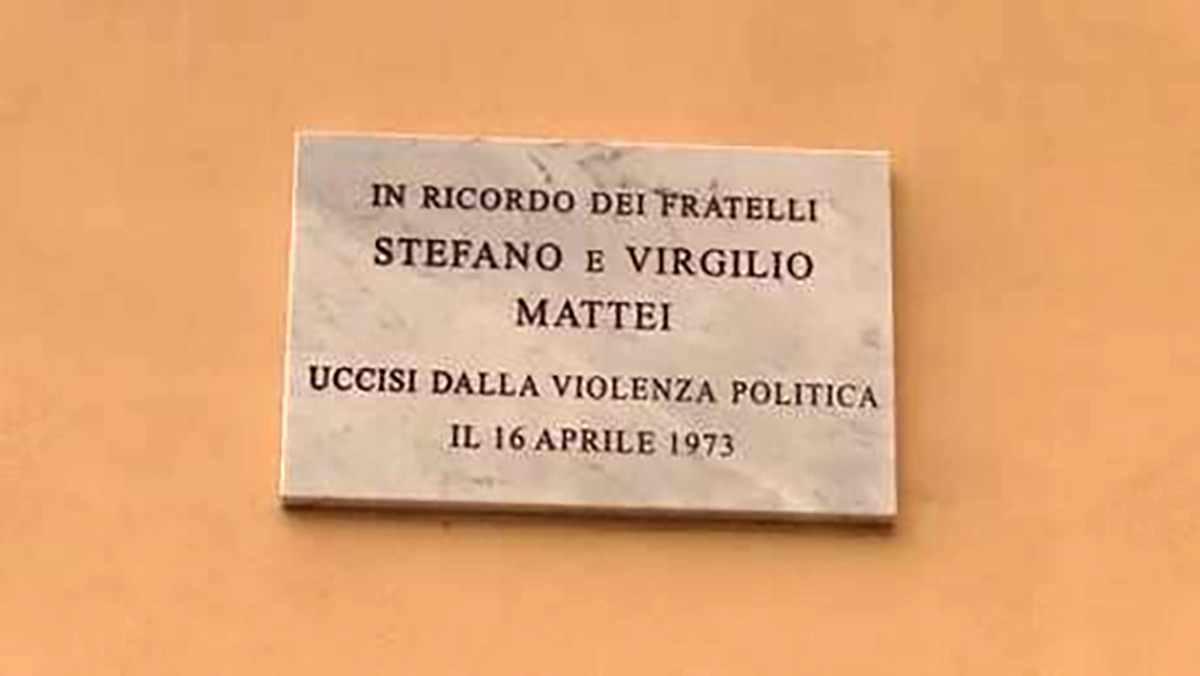 IN RICORDO DEI FRATELLI
STEFANO E VIRGILIO
MATTEI
UCCISI DALLA VIOLENZA POLITICA
IL 16 APRILE 1973